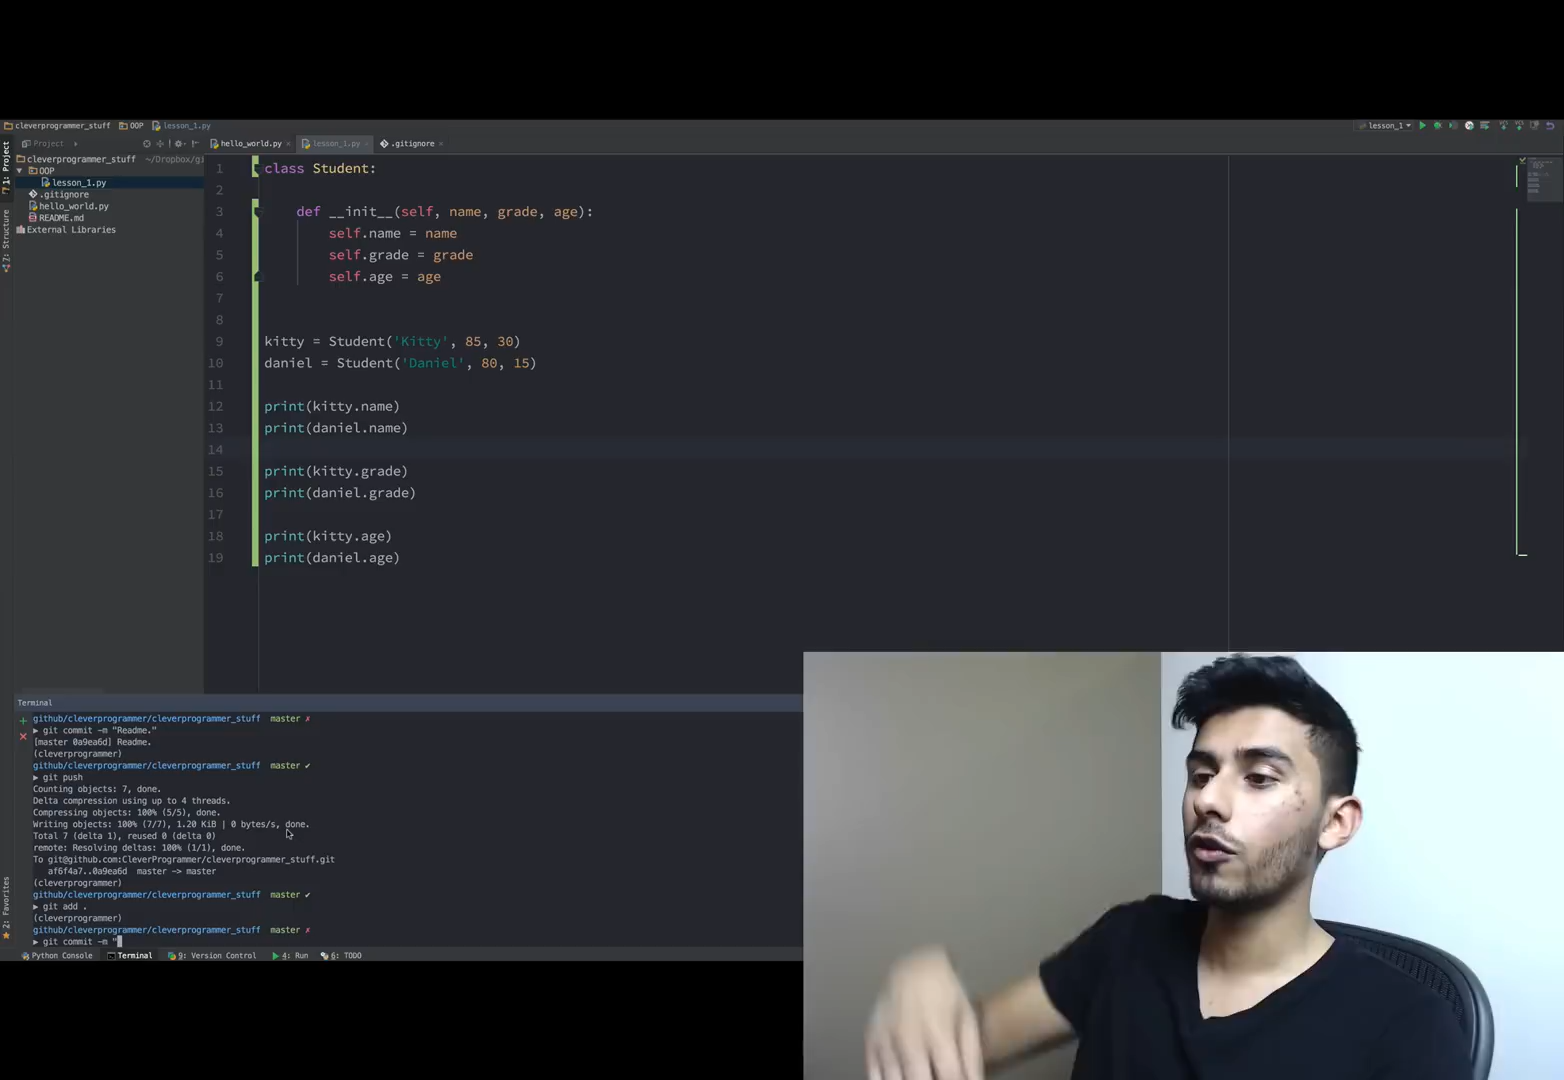 cleverprogrammer_stuff OOP lesson_1.py
lesson_1
Project
hello_world.py lesson_1.py .gitignore
1: Project
7: Structure
2: Favorites
cleverprogrammer_stuff ~/Dropbox/gi
OOP
lesson_1.py
.gitignore
hello_world.py
README.md
External Libraries
1 class Student:
2
3 def __init__(self, name, grade, age):
4 self.name = name
5 self.grade = grade
6 self.age = age
7
8
9 kitty = Student('Kitty', 85, 30)
10 daniel = Student('Daniel', 80, 15)
11
12 print(kitty.name)
13 print(daniel.name)
14
15 print(kitty.grade)
16 print(daniel.grade)
17
18 print(kitty.age)
19 print(daniel.age)
Terminal
github/cleverprogrammer/cleverprogrammer_stuff master ✗
▶ git commit -m "Readme."
[master 0a9ea6d] Readme.
(cleverprogrammer)
github/cleverprogrammer/cleverprogrammer_stuff master ✔
▶ git push
Counting objects: 7, done.
Delta compression using up to 4 threads.
Compressing objects: 100% (5/5), done.
Writing objects: 100% (7/7), 1.20 KiB | 0 bytes/s, done.
Total 7 (delta 1), reused 0 (delta 0)
remote: Resolving deltas: 100% (1/1), done.
To git@github.com:CleverProgrammer/cleverprogrammer_stuff.git
af6f4a7..0a9ea6d master -> master
(cleverprogrammer)
github/cleverprogrammer/cleverprogrammer_stuff master ✔
▶ git add .
(cleverprogrammer)
github/cleverprogrammer/cleverprogrammer_stuff master ✗
▶ git commit -m "
Python Console Terminal 9: Version Control 4: Run 6: TODO